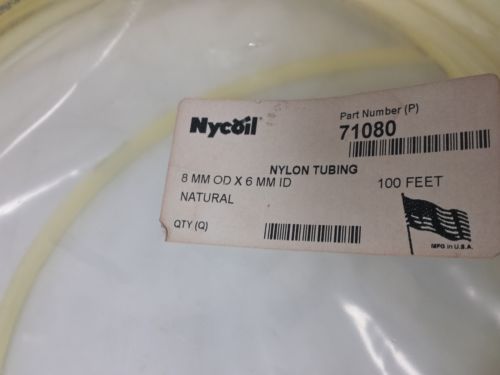 Nycoil
Part Number (P)
71080
NYLON TUBING
8 MM OD X 6 MM ID
100 FEET
NATURAL
QTY (Q)
MFG in U.S.A.